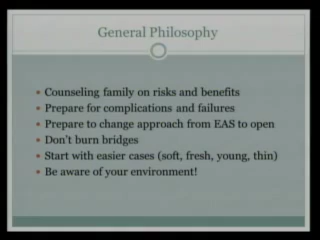 General Philosophy
• Counseling family on risks and benefits
• Prepare for complications and failures
• Prepare to change approach from EAS to open
• Don't burn bridges
• Start with easier cases (soft, fresh, young, thin)
• Be aware of your environment!